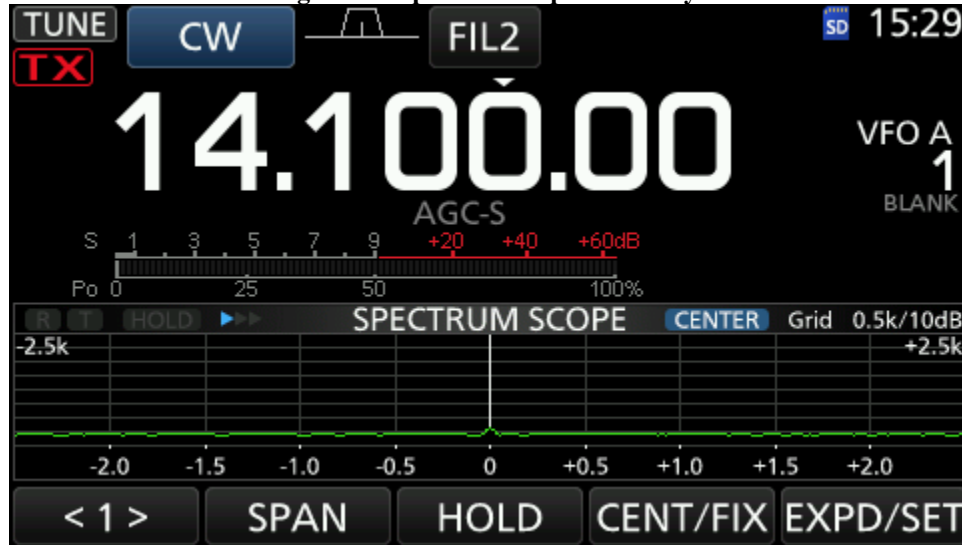 TUNE CW FIL2 SD 15:29
TX
14.100.00
VFO A
1
BLANK
AGC-S
S 1 3 5 7 9 +20 +40 +60dB
Po 0 25 50 100%
R T HOLD SPECTRUM SCOPE CENTER Grid 0.5k/10dB
-2.5k +2.5k
-2.0 -1.5 -1.0 -0.5 0 +0.5 +1.0 +1.5 +2.0
< 1 > SPAN HOLD CENT/FIX EXPD/SET